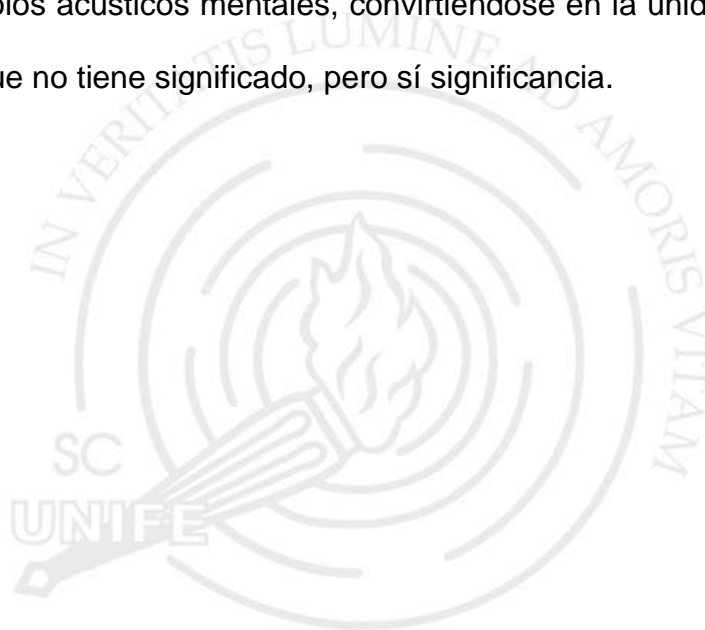 acústicos mentales, convirtiéndose en la
no tiene significado, pero sí significancia.
IN VERITATIS LUMINE AD AMORIS VITAM
SC
UNIFE